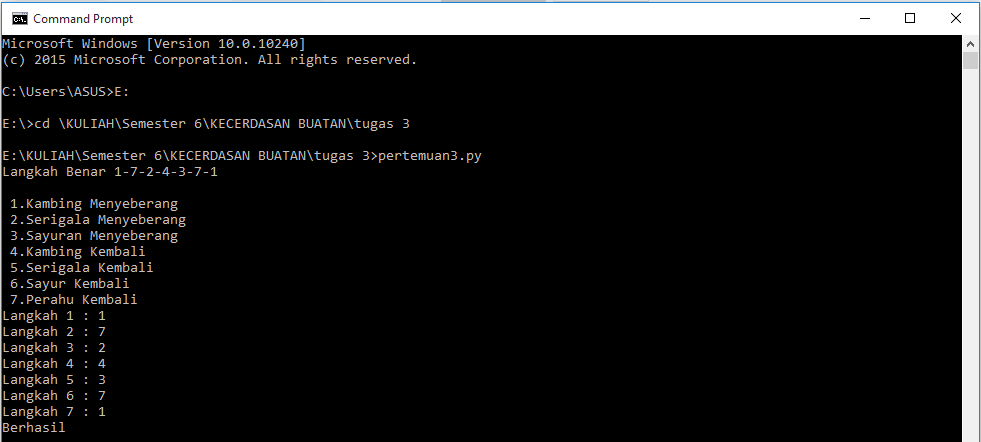 Command Prompt
Microsoft Windows [Version 10.0.10240]
(c) 2015 Microsoft Corporation. All rights reserved.
C:\Users\ASUS>E:
E:\>cd \KULIAH\Semester 6\KECERDASAN BUATAN\tugas 3
E:\KULIAH\Semester 6\KECERDASAN BUATAN\tugas 3>pertemuan3.py
Langkah Benar 1-7-2-4-3-7-1
1.Kambing Menyeberang
2.Serigala Menyeberang
3.Sayuran Menyeberang
4.Kambing Kembali
5.Serigala Kembali
6.Sayur Kembali
7.Perahu Kembali
Langkah 1 : 1
Langkah 2 : 7
Langkah 3 : 2
Langkah 4 : 4
Langkah 5 : 3
Langkah 6 : 7
Langkah 7 : 1
Berhasil